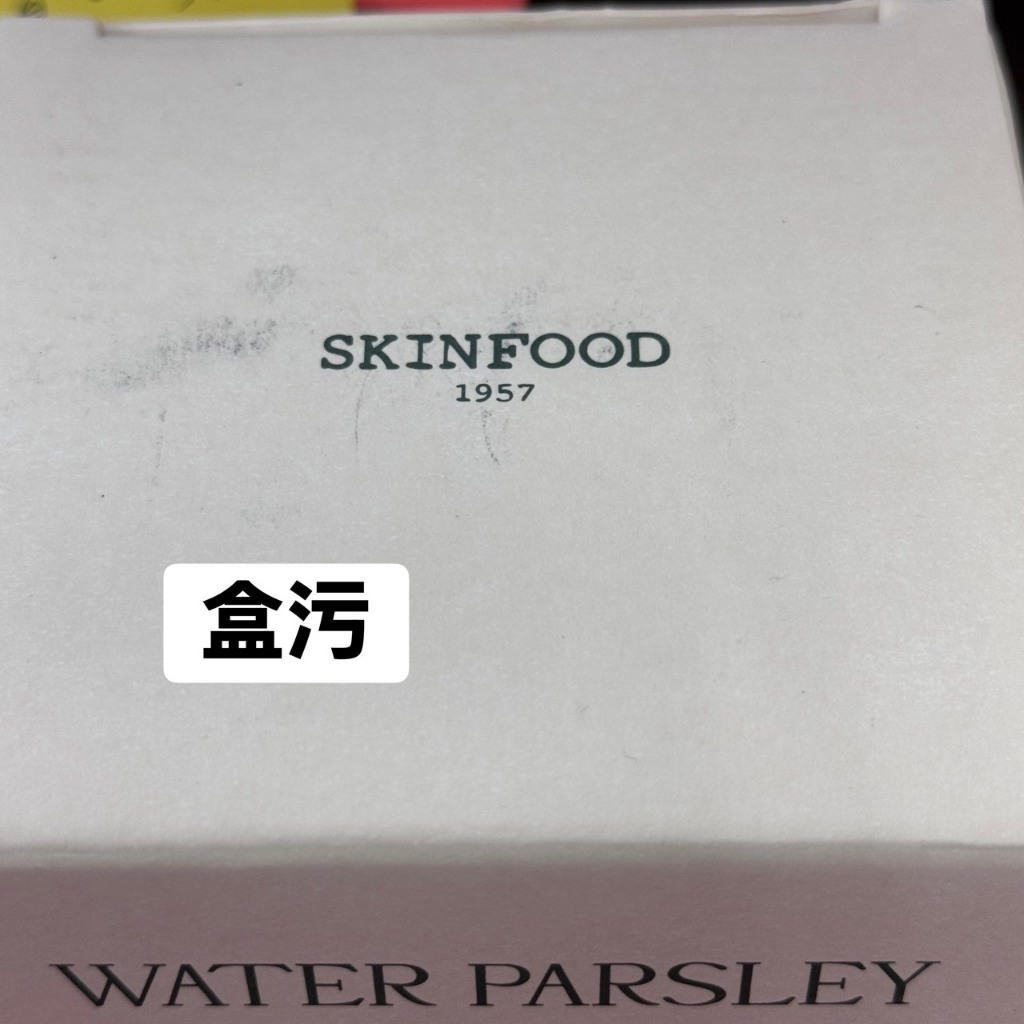 SKINFOOD
1957
盒污
WATER PARSLEY